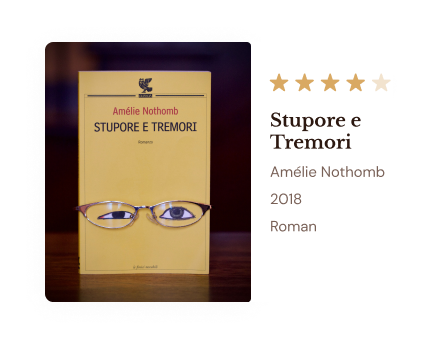 Amélie Nothomb
STUPORE E TREMORI
Romanzo
Stupore e
Tremori
Amélie Nothomb
2018
Roman